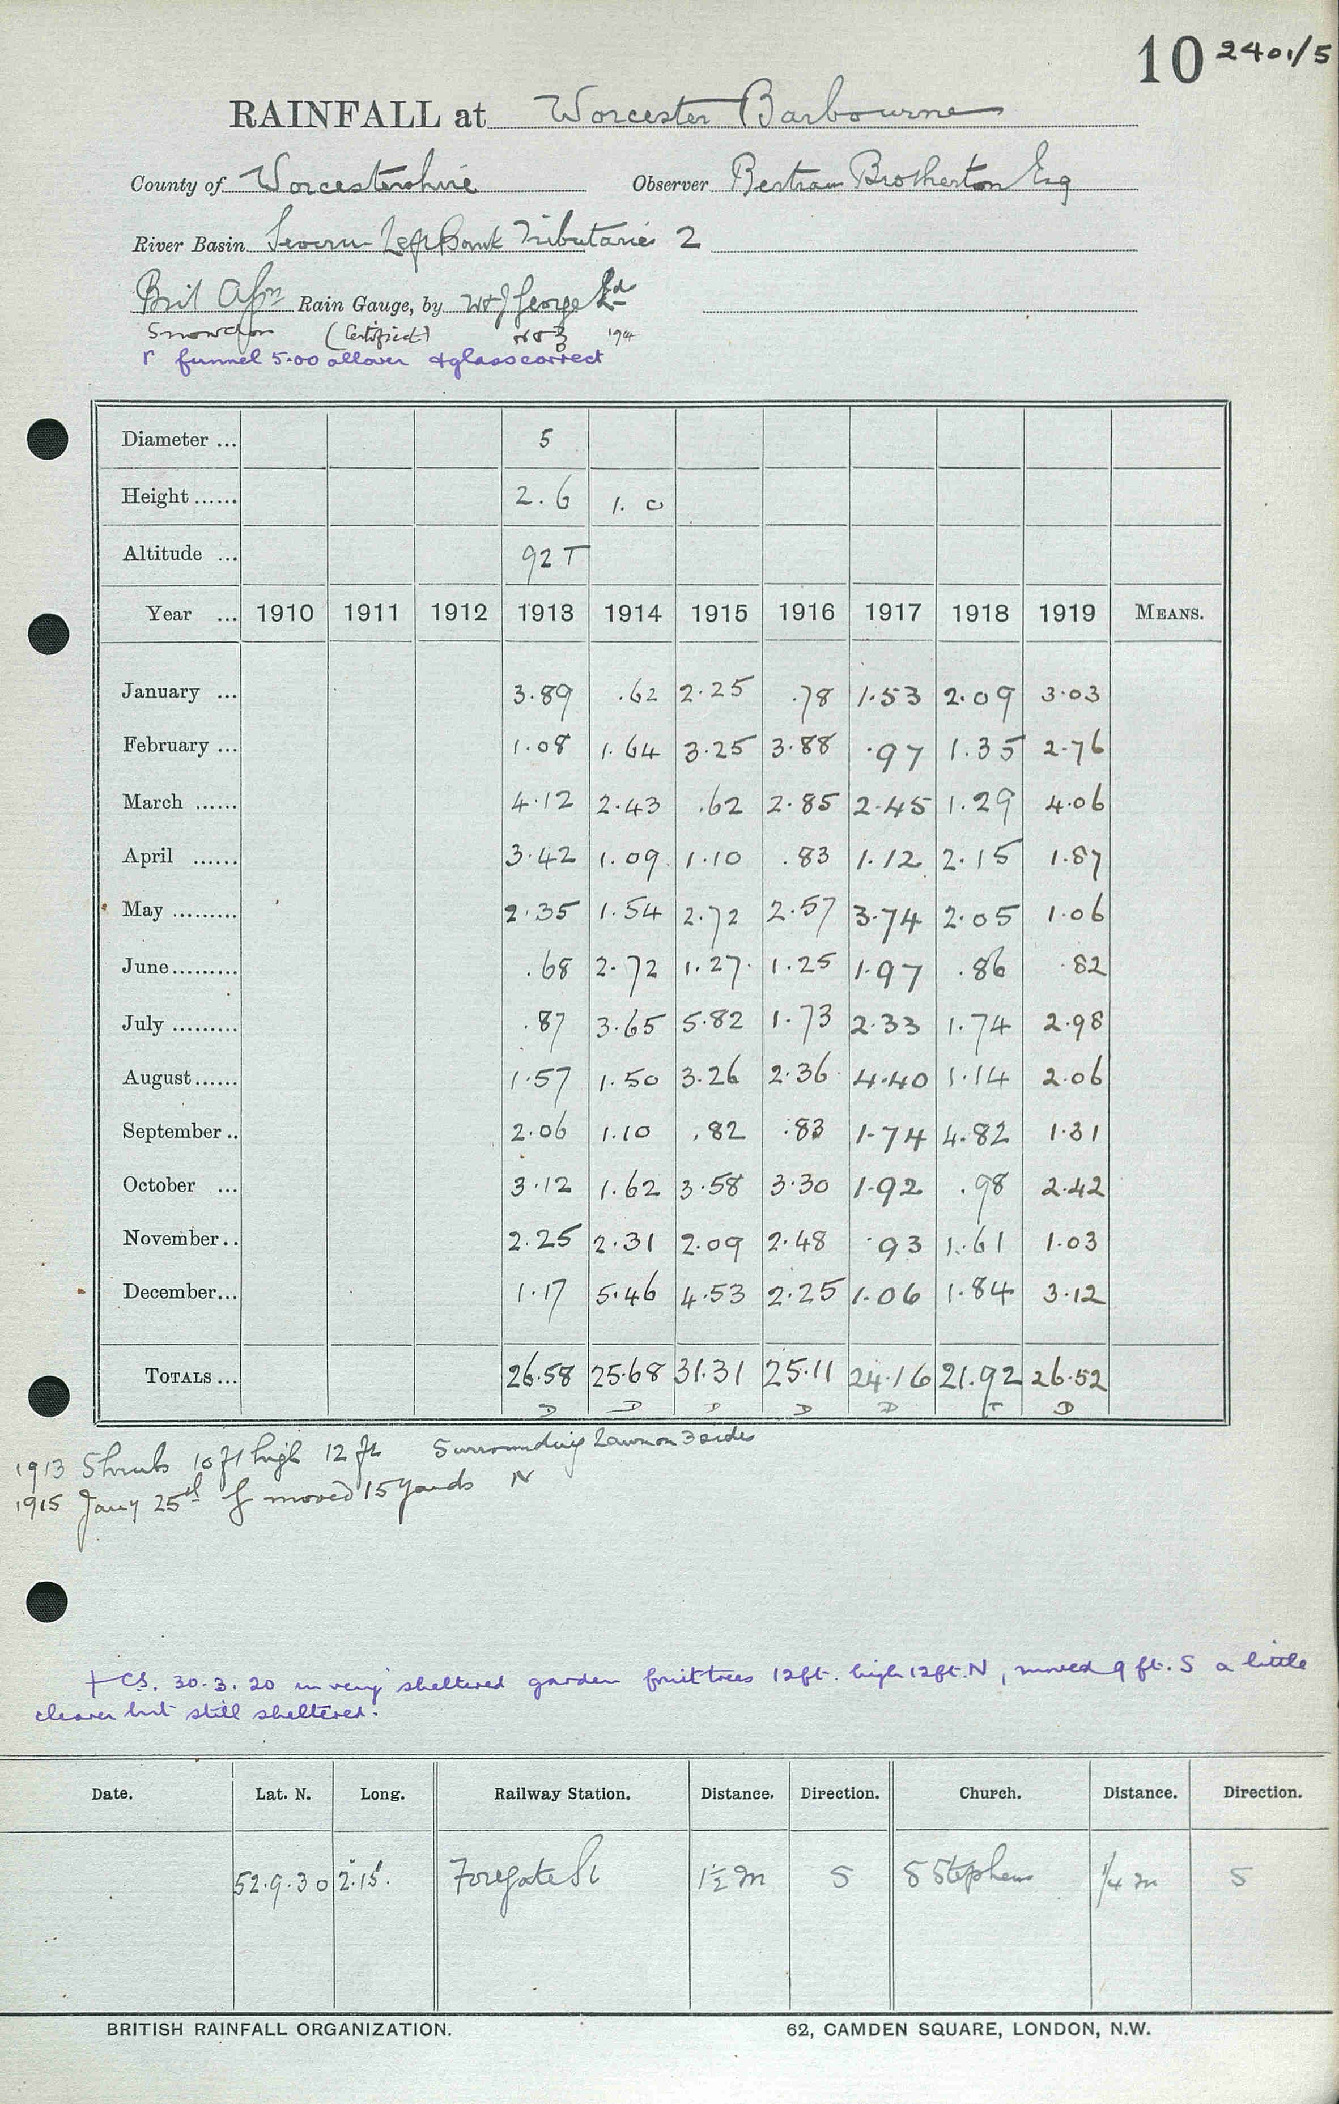 10 2401/5
RAINFALL at Worcester Barbourne
County of Worcestershire Observer Bertram Brotherton Esq
River Basin Severn-Left Bank Tributaries 2
Brit Assn Rain Gauge, by W & J George Ld
Snowdon (Certified)
funnel 5.00 all over & glass correct
Diameter ... 5
Height ...... 2.6 1.0
Altitude ... 92 T
Year ... 1910 1911 1912 1913 1914 1915 1916 1917 1918 1919 MEANS.
January ... 3.89 .62 2.25 .78 1.53 2.09 3.03
February ... 1.08 1.64 3.25 3.88 .97 1.35 2.76
March ...... 4.12 2.43 .62 2.85 2.45 1.29 4.06
April ...... 3.42 1.09 1.10 .83 1.12 2.15 1.87
May ......... 2.35 1.54 2.72 2.57 3.74 2.05 1.06
June......... .68 2.72 1.27 1.25 1.97 .86 .82
July ......... .87 3.65 5.82 1.73 2.33 1.74 2.98
August...... 1.57 1.50 3.26 2.36 4.40 1.14 2.06
September .. 2.06 1.10 .82 .83 1.74 4.82 1.31
October ... 3.12 1.62 3.58 3.30 1.92 .98 2.42
November.. 2.25 2.31 2.09 2.48 .93 1.61 1.03
December... 1.17 5.46 4.53 2.25 1.06 1.84 3.12
TOTALS ... 26.58 25.68 31.31 25.11 24.16 21.92 26.52
D D D D D T D
1913 Shrubs 10 ft high 12 ft Surrounding Lawn on 3 sides
1915 Jany 25th G moved 15 yards N
+ CS. 30.3.20 in very sheltered garden fruit trees 12ft. high 12ft. N, moved 9 ft. S a little
clearer but still sheltered.
Date. Lat. N. Long. Railway Station. Distance. Direction. Church. Distance. Direction.
52.9.30 2.15. Foregate St 1½ m S S Stephens ¼ m S
BRITISH RAINFALL ORGANIZATION. 62, CAMDEN SQUARE, LONDON, N.W.